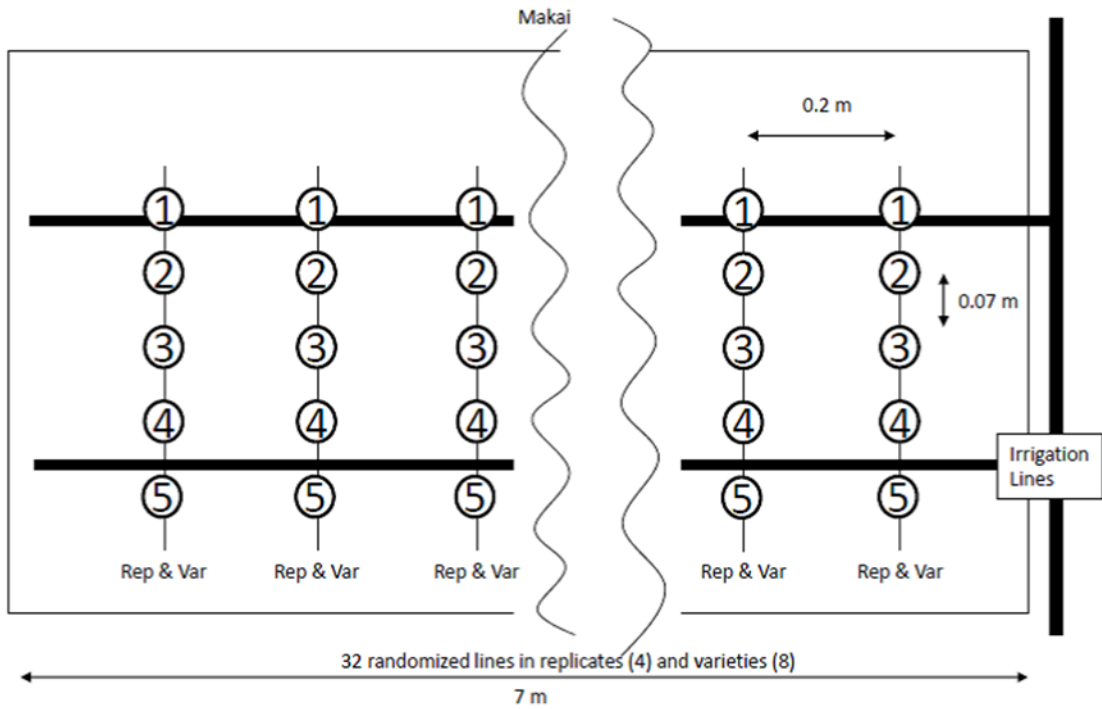 Makai
0.2 m
1 1 1 1 1
2 2 2 2 2
0.07 m
3 3 3 3 3
4 4 4 4 4
Irrigation
Lines
5 5 5 5 5
Rep & Var Rep & Var Rep & Var Rep & Var Rep & Var
32 randomized lines in replicates (4) and varieties (8)
7 m